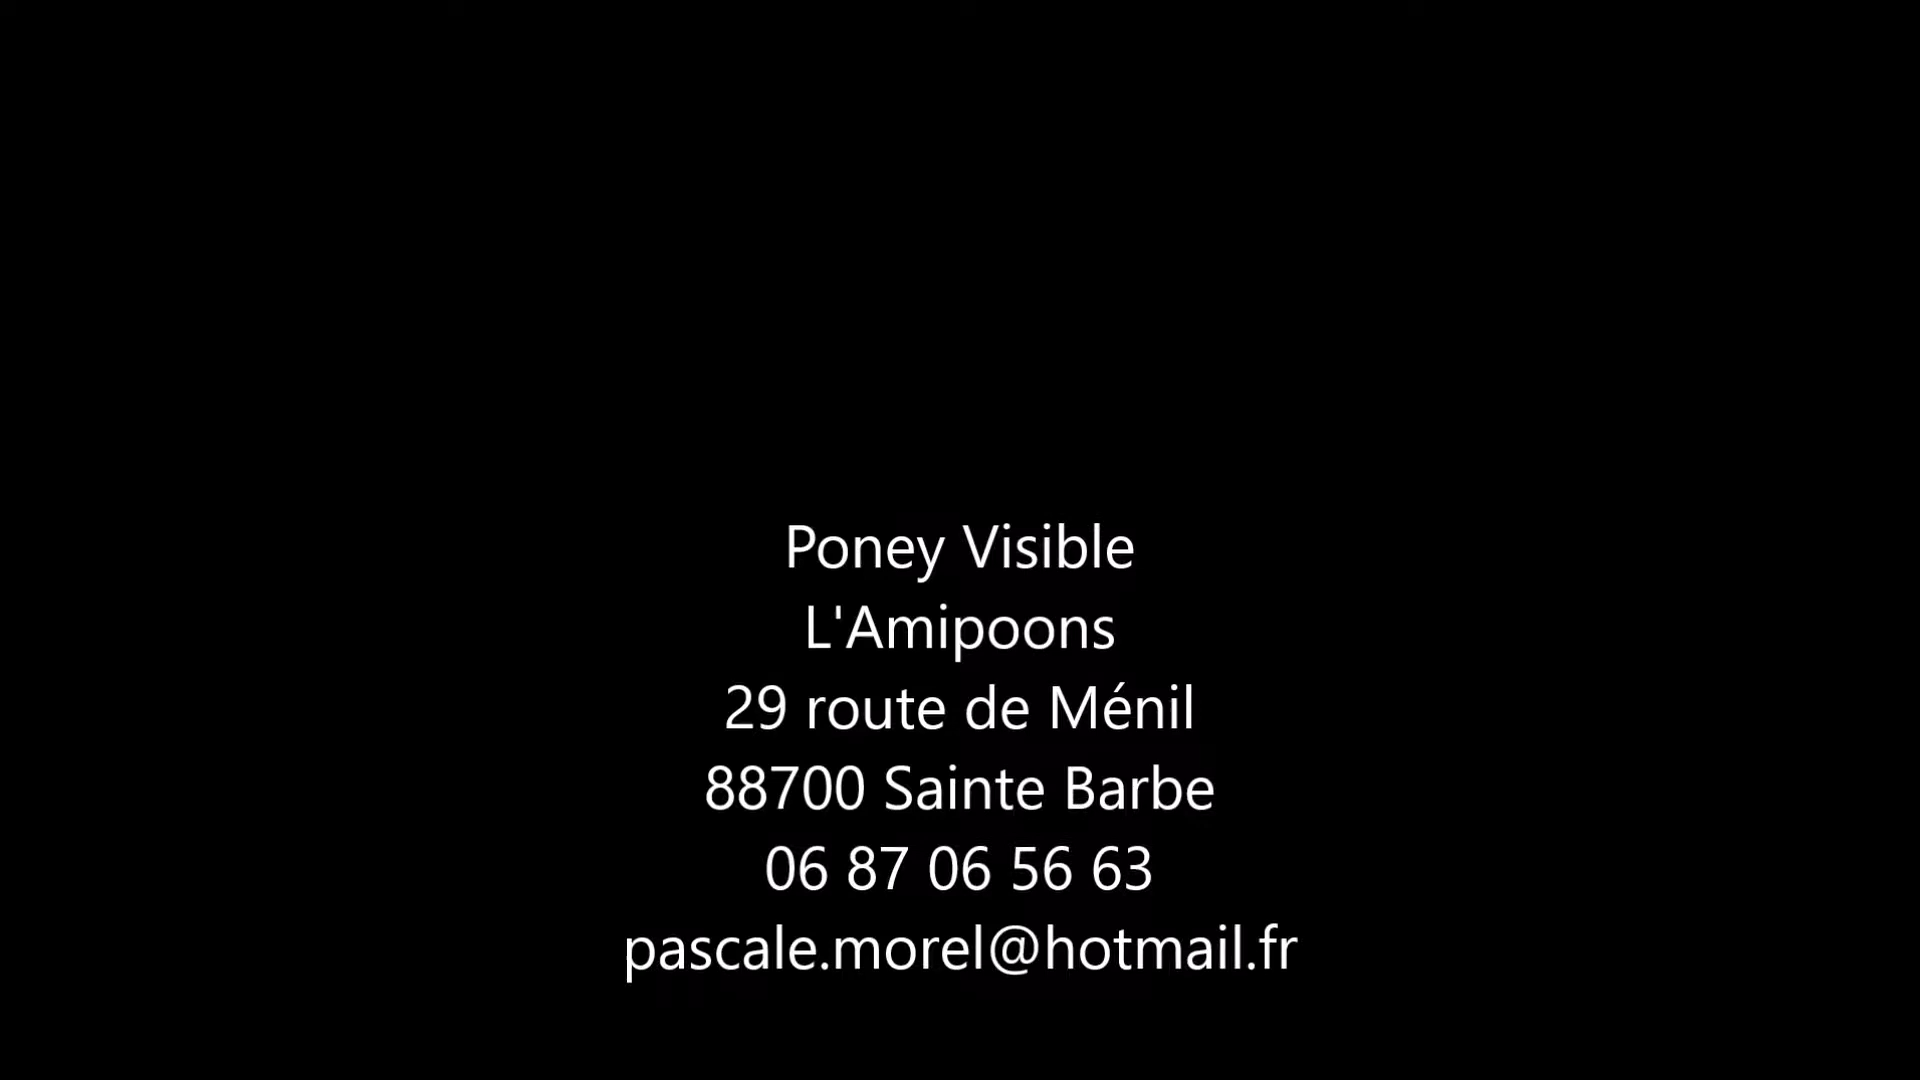 Poney Visible
L'Amipoons
29 route de Ménil
88700 Sainte Barbe
06 87 06 56 63
pascale.morel@hotmail.fr